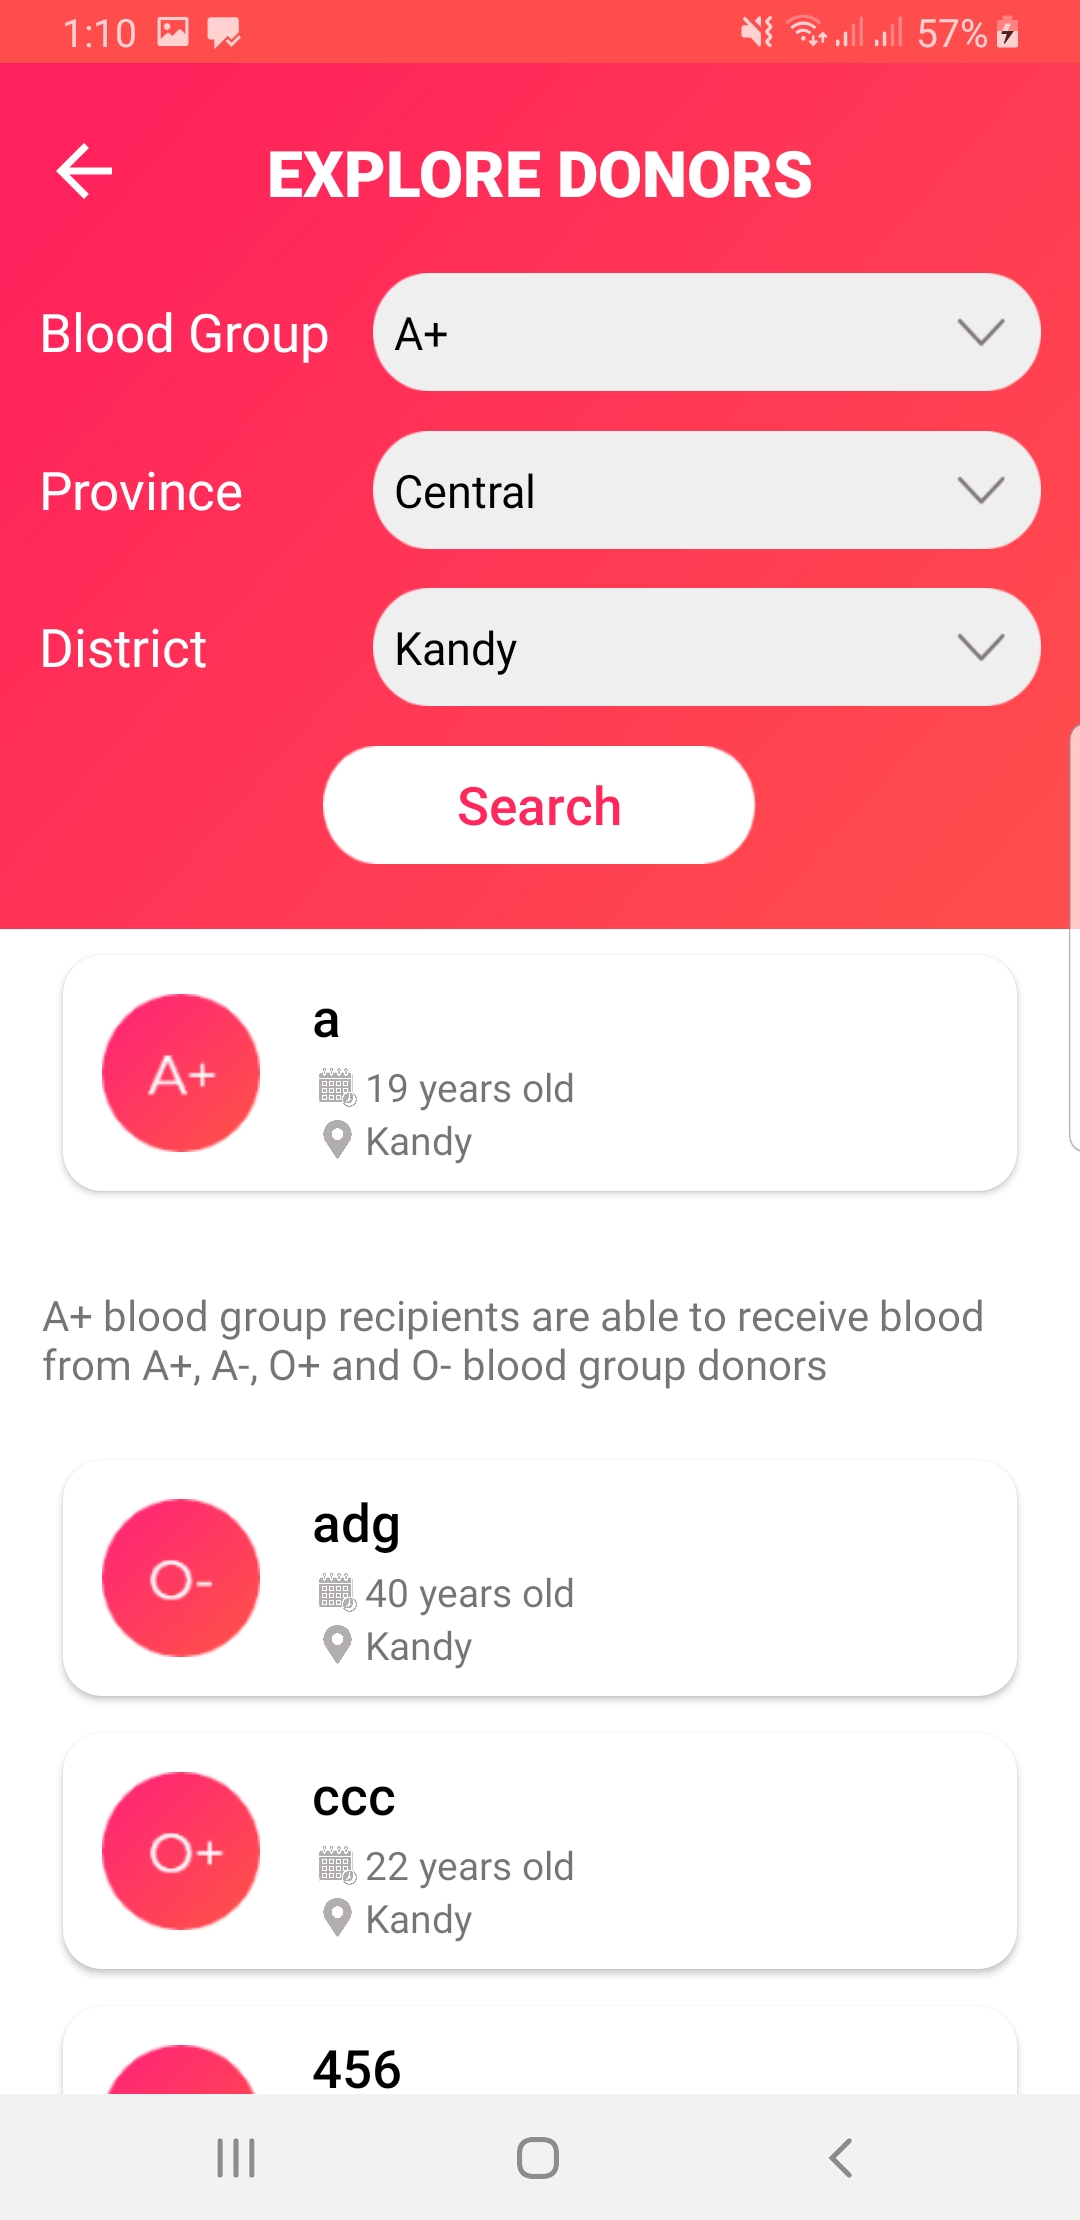 1:10 57%
EXPLORE DONORS
Blood Group A+
Province Central
District Kandy
Search
A+
a
19 years old
Kandy
A+ blood group recipients are able to receive blood
from A+, A-, O+ and O- blood group donors
O-
adg
40 years old
Kandy
O+
ccc
22 years old
Kandy
456